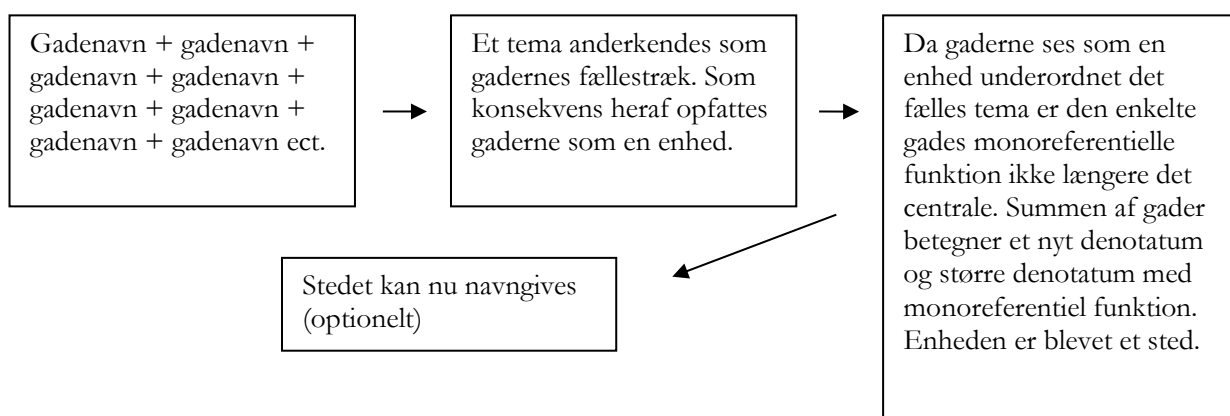 Gadenavn + gadenavn +
gadenavn + gadenavn +
gadenavn + gadenavn +
gadenavn + gadenavn ect.
Et tema anderkendes som
gadernes fællestræk. Som
konsekvens heraf opfattes
gaderne som en enhed.
Da gaderne ses som en
enhed underordnet det
fælles tema er den enkelte
gades monoreferentielle
funktion ikke længere det
centrale. Summen af gader
betegner et nyt denotatum
og større denotatum med
monoreferentiel funktion.
Enheden er blevet et sted.
Stedet kan nu navngives
(optionelt)